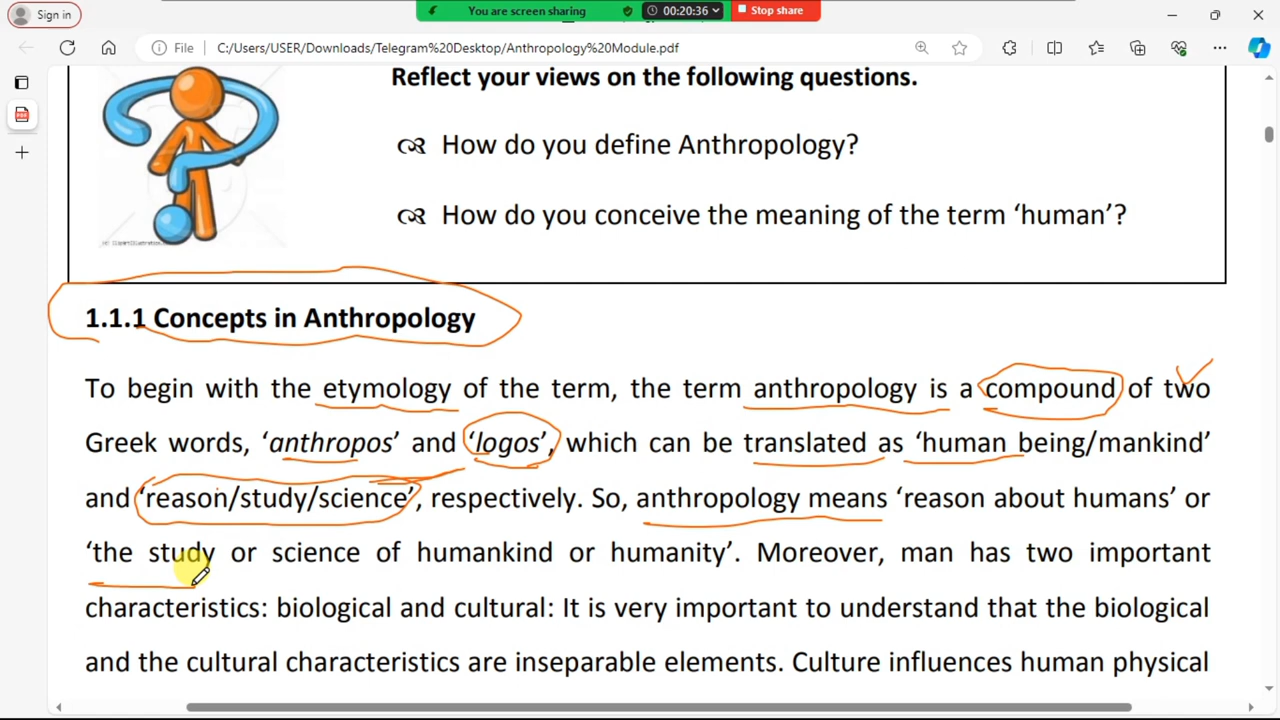 Sign in
You are screen sharing
00:20:36
Stop share
File
C:/Users/USER/Downloads/Telegram%20Desktop/Anthropology%20Module.pdf
Reflect your views on the following questions.
How do you define Anthropology?
How do you conceive the meaning of the term ‘human’?
1.1.1 Concepts in Anthropology
To begin with the etymology of the term, the term anthropology is a compound of two
Greek words, ‘anthropos’ and ‘logos’, which can be translated as ‘human being/mankind’
and ‘reason/study/science’, respectively. So, anthropology means ‘reason about humans’ or
‘the study or science of humankind or humanity’. Moreover, man has two important
characteristics: biological and cultural: It is very important to understand that the biological
and the cultural characteristics are inseparable elements. Culture influences human physical